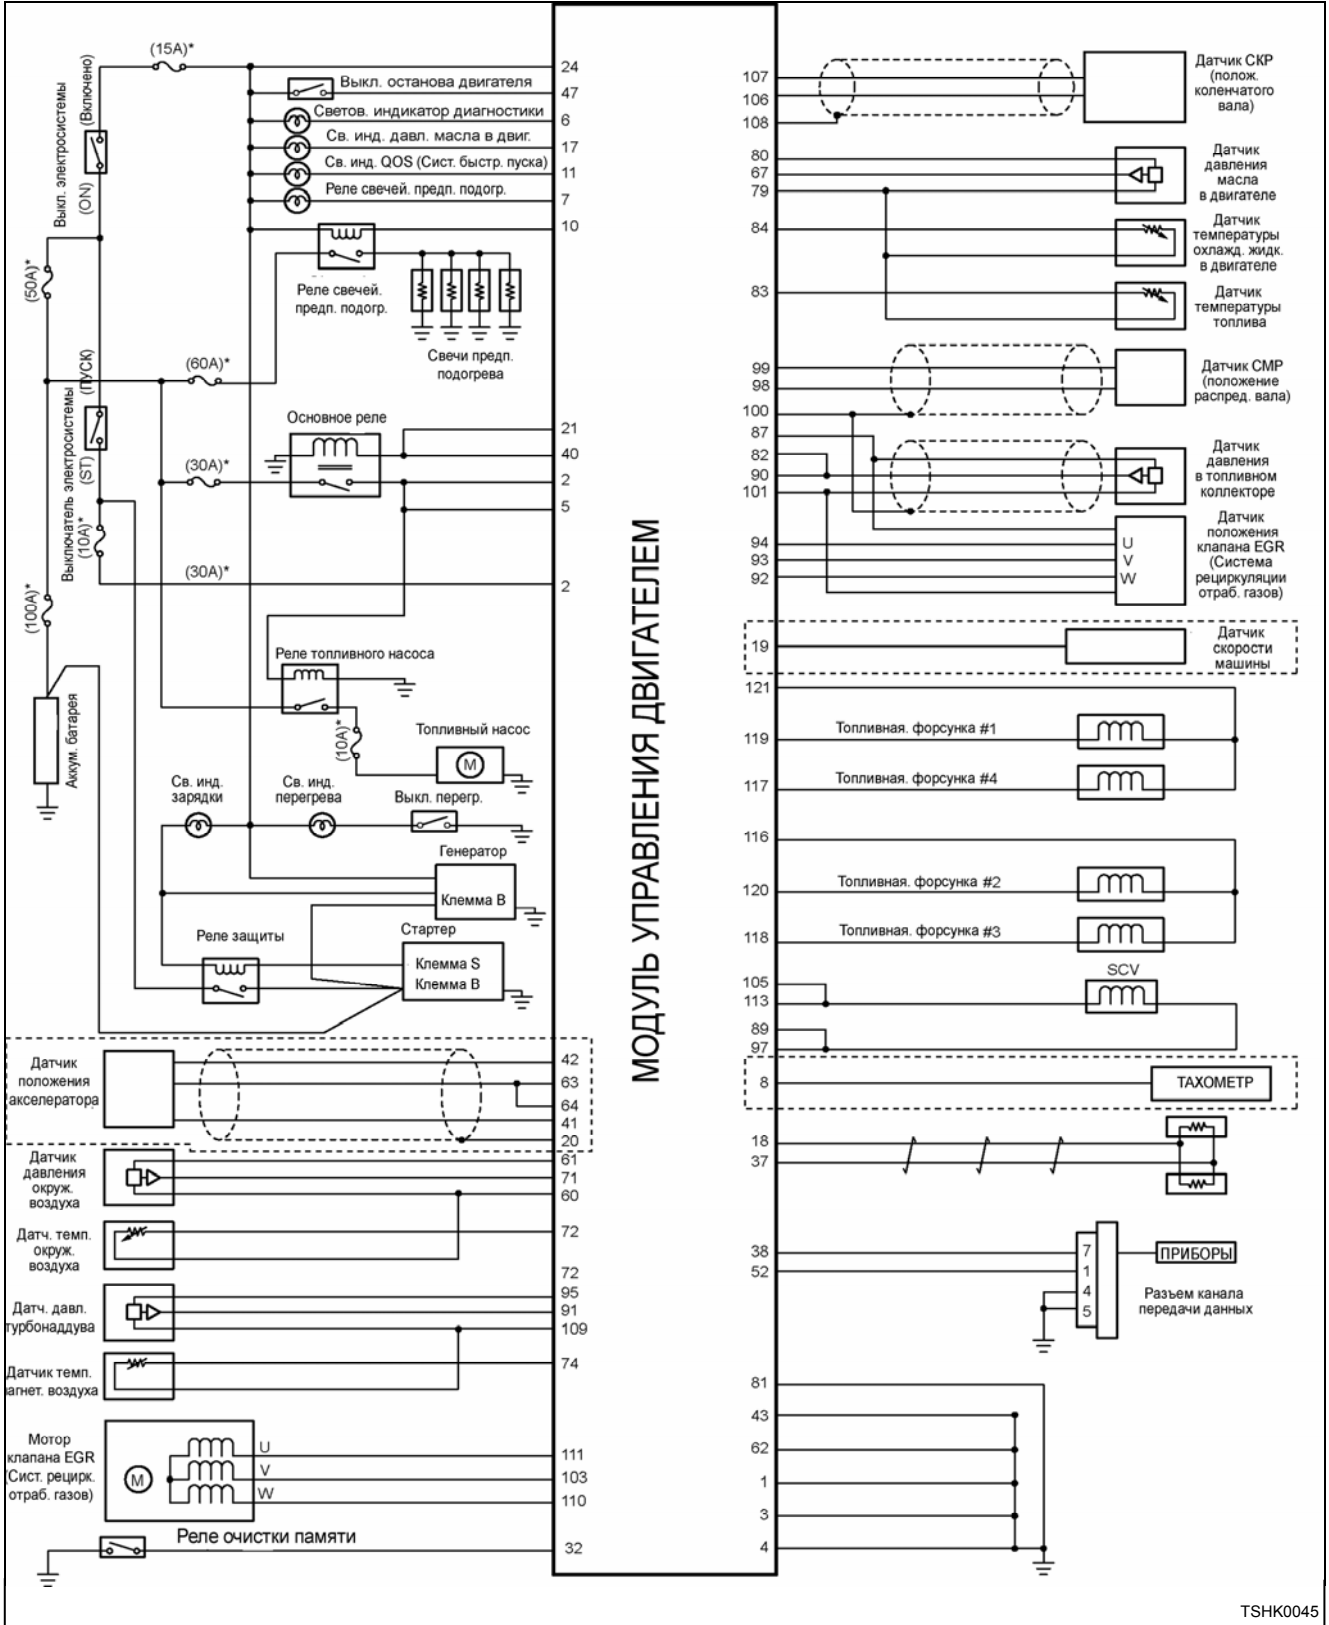 (15А)*
Выкл. электросистемы
(Включено)
(ON)
24
Выкл. останова двигателя
47
Светов. индикатор диагностики
6
Св. инд. давл. масла в двиг.
17
Св. инд. QOS (Сист. быстр. пуска)
11
Реле свечей. предп. подогр.
7
10
(50А)*
Реле свечей.
предп. подогр.
Свечи предп.
подогрева
(60А)*
Выключатель электросистемы
(ПУСК)
(ST)
Основное реле
21
40
(30А)*
2
5
(10А)*
(30А)*
2
(100А)*
Реле топливного насоса
Аккум. батарея
(10А)*
Топливный насос
M
Св. инд.
зарядки
Св. инд.
перегрева
Выкл. перегр.
Генератор
Клемма B
Реле защиты
Стартер
Клемма S
Клемма B
Датчик
положения
акселератора
42
63
64
41
20
Датчик
давления
окруж.
воздуха
61
71
60
Датч. темп.
окруж.
воздуха
72
72
Датч. давл.
турбонаддува
95
91
109
Датчик темп.
агнет. воздуха
74
Мотор
клапана EGR
(Сист. рецирк.
отраб. газов)
M
U
V
W
111
103
110
Реле очистки памяти
32
МОДУЛЬ УПРАВЛЕНИЯ ДВИГАТЕЛЕМ
107
106
108
Датчик СКР
(полож.
коленчатого
вала)
80
67
79
Датчик
давления
масла
в двигателе
84
Датчик
температуры
охлажд. жидк.
в двигателе
83
Датчик
температуры
топлива
99
98
100
Датчик СМР
(положение
распред. вала)
87
82
90
101
Датчик
давления
в топливном
коллекторе
94
93
92
U
V
W
Датчик
положения
клапана EGR
(Система
рециркуляции
отраб. газов)
19
Датчик
скорости
машины
121
119
Топливная. форсунка #1
117
Топливная. форсунка #4
116
120
Топливная. форсунка #2
118
Топливная. форсунка #3
105
113
SCV
89
97
8
ТАХОМЕТР
18
37
38
52
7
1
4
5
ПРИБОРЫ
Разъем канала
передачи данных
81
43
62
1
3
4
TSHK0045